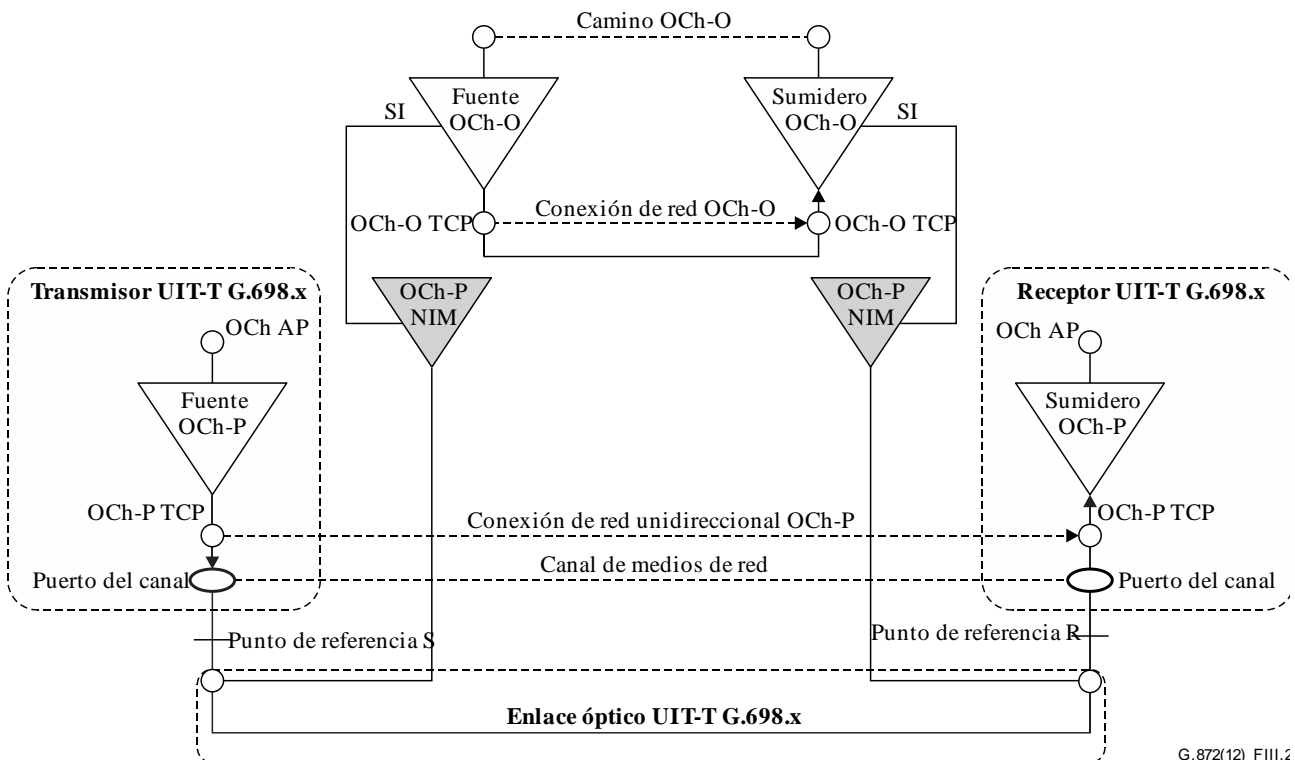 Camino OCh-O
Fuente
OCh-O
Sumidero
OCh-O
SI
SI
OCh-O TCP
Conexión de red OCh-O
OCh-O TCP
Transmisor UIT-T G.698.x
OCh-P
NIM
OCh-P
NIM
Receptor UIT-T G.698.x
OCh AP
OCh AP
Fuente
OCh-P
Sumidero
OCh-P
OCh-P TCP
Conexión de red unidireccional OCh-P
OCh-P TCP
Puerto del canal
Canal de medios de red
Puerto del canal
Punto de referencia S
Punto de referencia R
Enlace óptico UIT-T G.698.x
G.872(12)_FIII.2